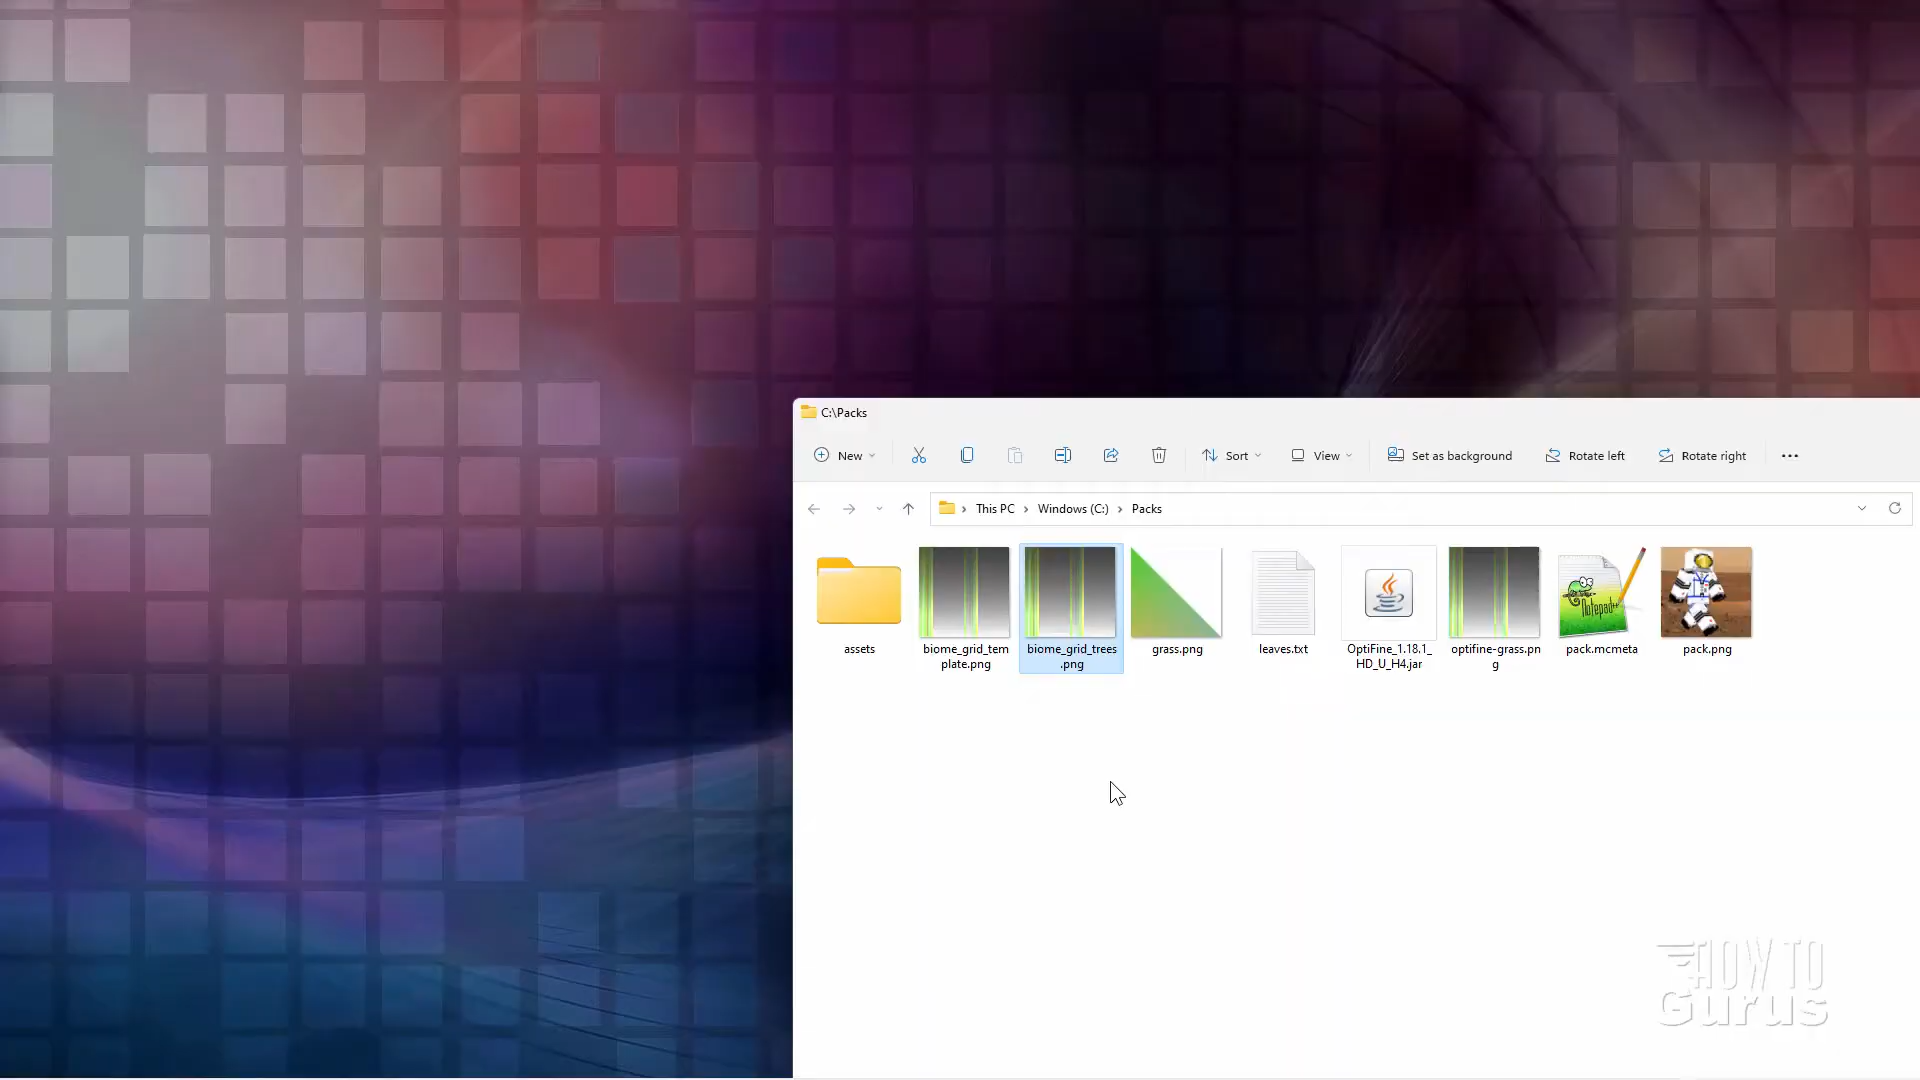 C:\Packs
New
Sort
View
Set as background
Rotate left
Rotate right
This PC
Windows (C:)
Packs
assets
biome_grid_tem
plate.png
biome_grid_trees
.png
grass.png
leaves.txt
OptiFine_1.18.1_
HD_U_H4.jar
optifine-grass.pn
g
Notepad++
pack.mcmeta
pack.png
HOW TO
Gurus